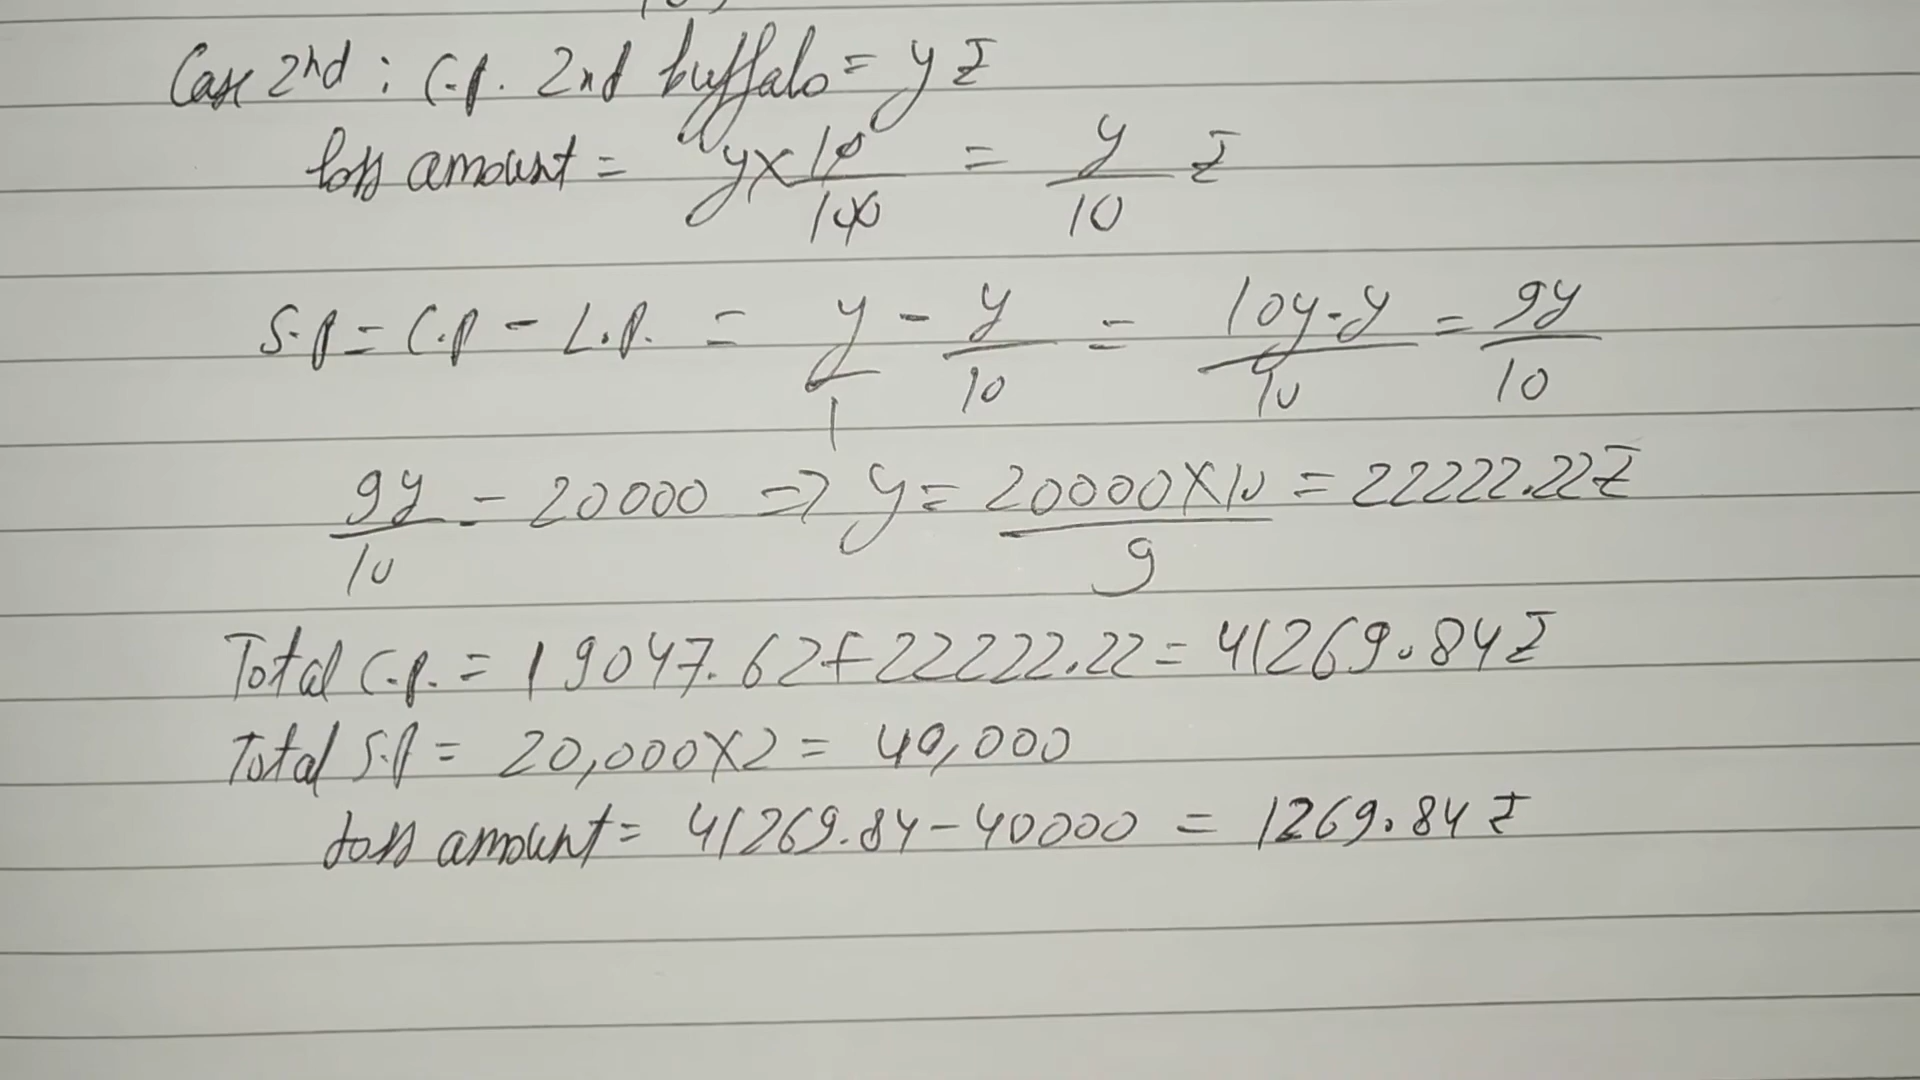 Case 2nd : C.P. 2nd buffalo = y ₹
loss amount = y × 10/100 = y/10 ₹
S.P = C.P - L.P. = y/1 - y/10 = 10y-y/10 = 9y/10
9y/10 = 20000 => y = 20000×10/9 = 22222.22₹
Total C.P. = 19047.62+22222.22 = 41269.84₹
Total S.P = 20,000×2 = 40,000
loss amount = 41269.84-40000 = 1269.84 ₹